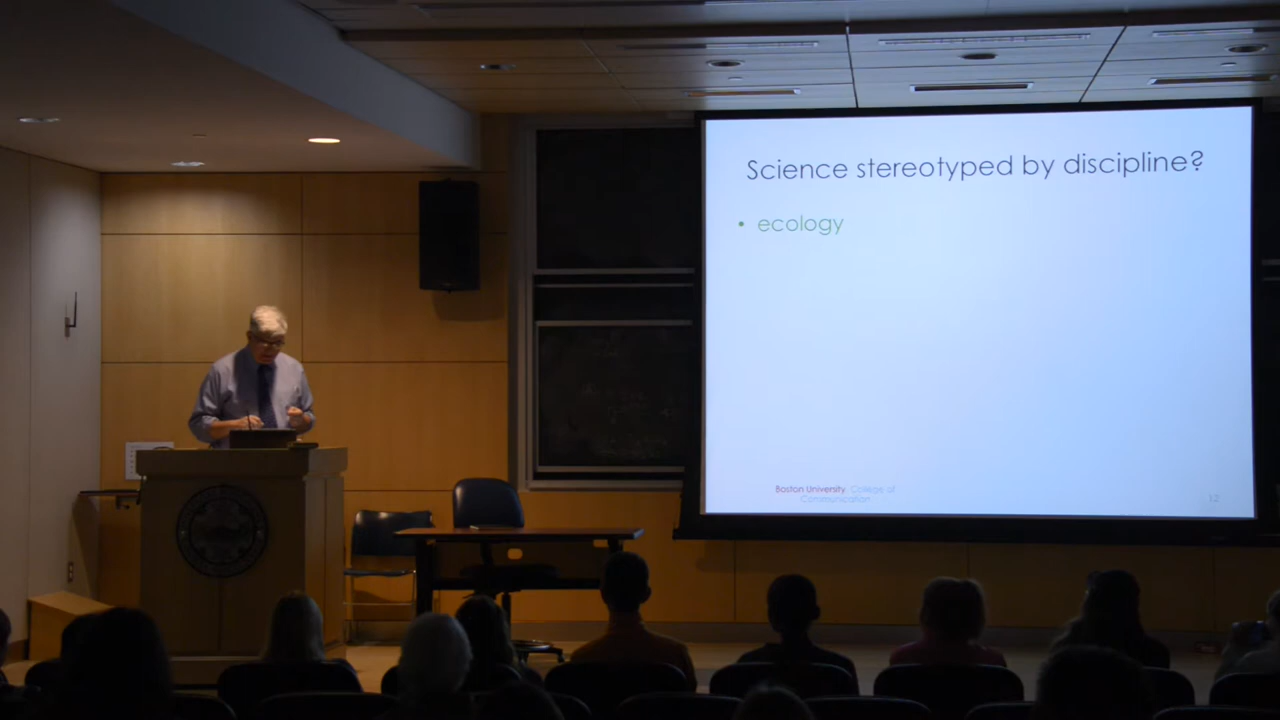 Science stereotyped by discipline?
• ecology
Boston University College of
Communication
12